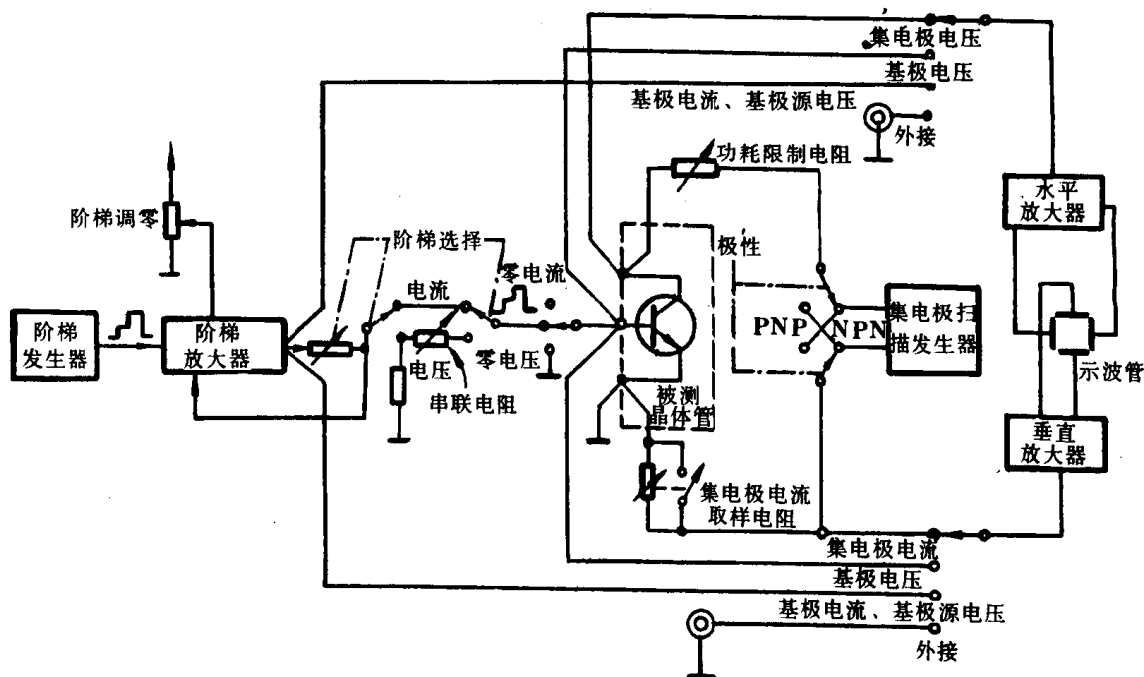 集电极电压
基极电压
基极电流、基极源电压
外接
功耗限制电阻
水平
放大器
阶梯调零
阶梯选择
极性
零电流
电流
阶梯
发生器
阶梯
放大器
PNP
NPN
集电极扫
描发生器
电压
零电压
串联电阻
示波管
被测
晶体管
垂直
放大器
集电极电流
取样电阻
集电极电流
基极电压
基极电流、基极源电压
外接